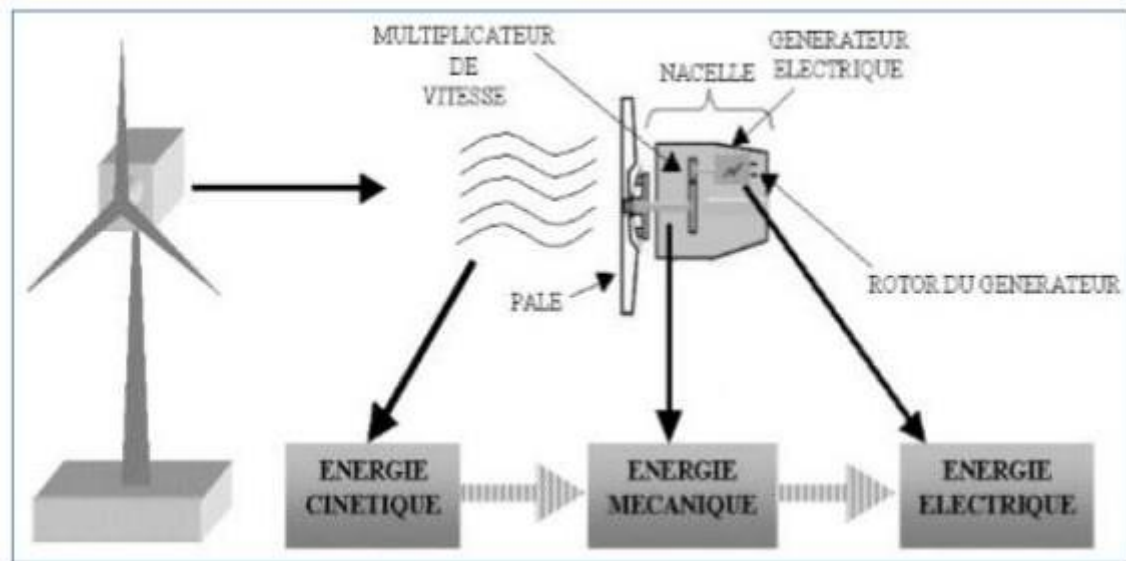 MULTIPLICATEUR
DE
VITESSE
GENERATEUR
ELECTRIQUE
NACELLE
PALE
ROTOR DU GENERATEUR
ENERGIE
CINETIQUE
ENERGIE
MECANIQUE
ENERGIE
ELECTRIQUE